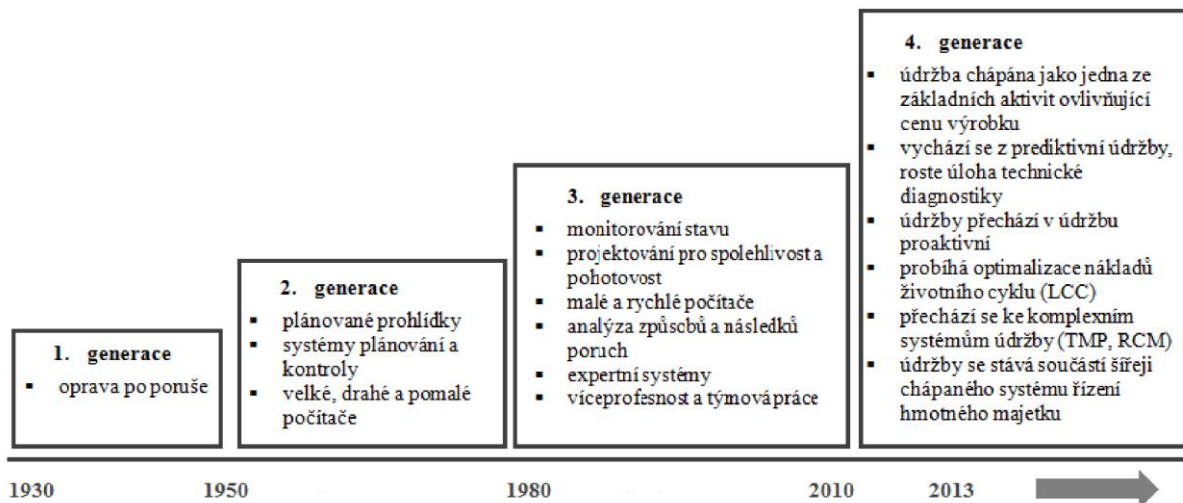 1. generace
▪ oprava po poruše
2. generace
▪ plánované prohlídky
▪ systémy plánování a
kontroly
▪ velké, drahé a pomalé
počítače
3. generace
▪ monitorování stavu
▪ projektování pro spolehlivost a
pohotovost
▪ malé a rychlé počítače
▪ analýza způsobů a následků
poruch
▪ expertní systémy
▪ víceprofesnost a týmová práce
4. generace
▪ údržba chápána jako jedna ze
základních aktivit ovlivňující
cenu výrobku
▪ vychází se z prediktivní údržby,
roste úloha technické
diagnostiky
▪ údržby přechází v údržbu
proaktivní
▪ probíhá optimalizace nákladů
životního cyklu (LCC)
▪ přechází se ke komplexním
systémům údržby (TMP, RCM)
▪ údržby se stává součástí šířeji
chápaného systému řízení
hmotného majetku
1930 1950 1980 2010 2013